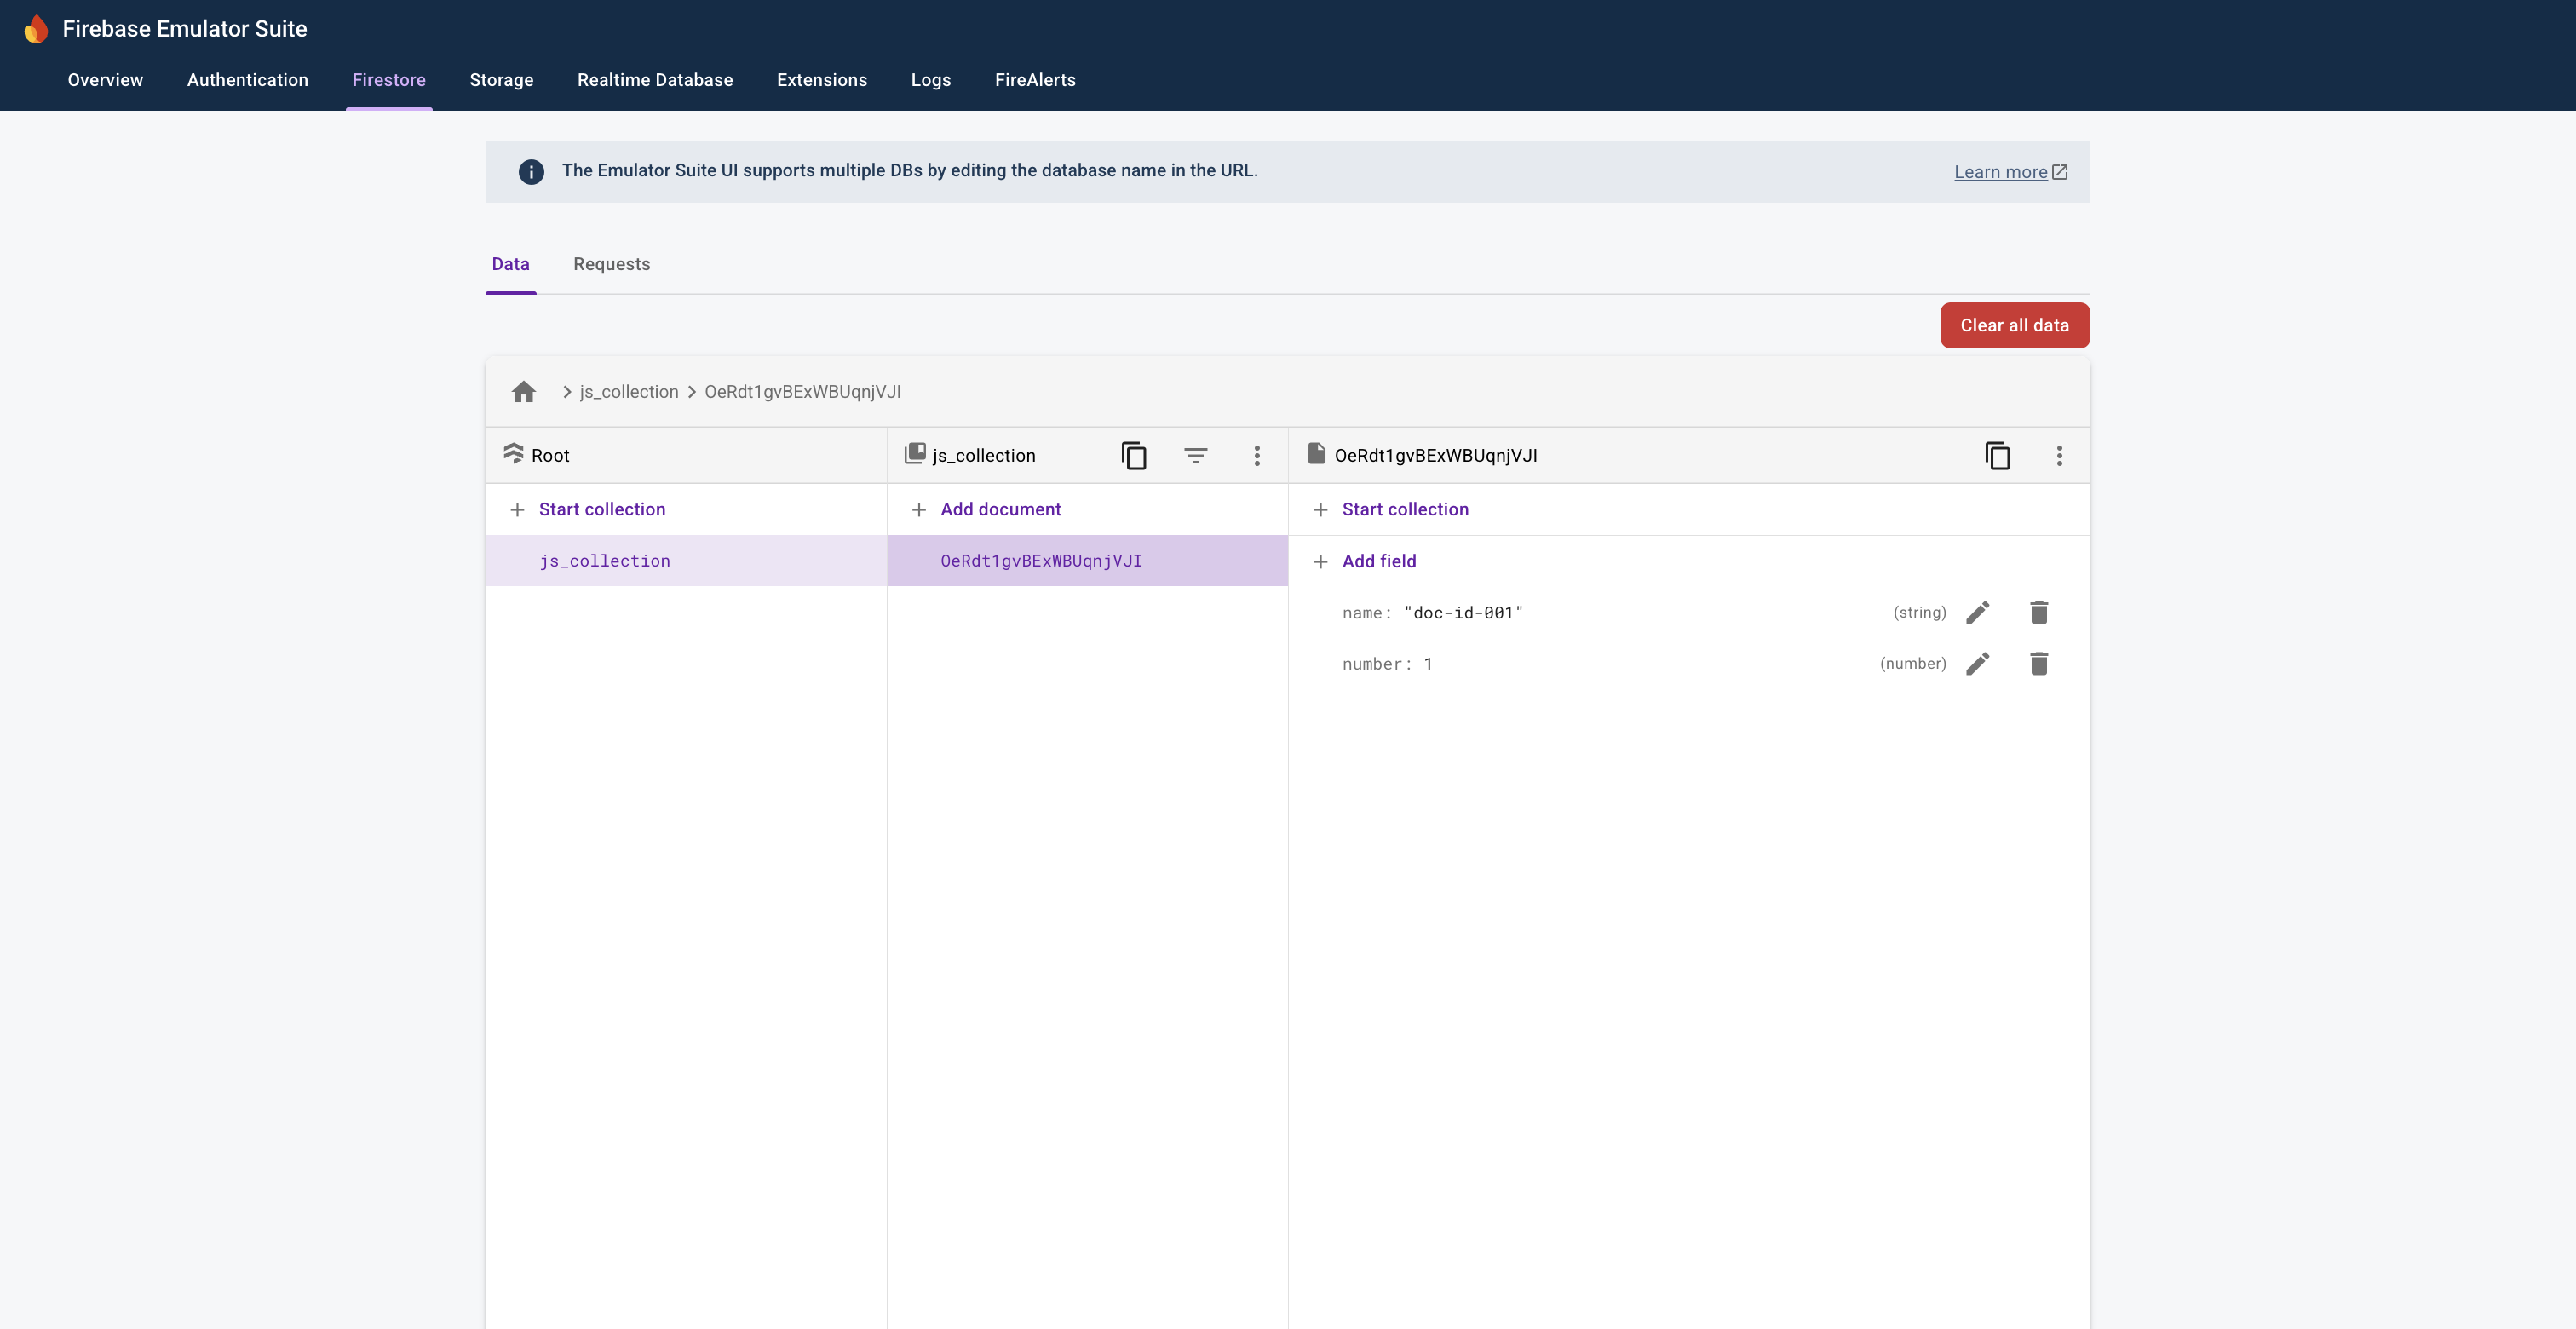 Firebase Emulator Suite
Overview Authentication Firestore Storage Realtime Database Extensions Logs FireAlerts
The Emulator Suite UI supports multiple DBs by editing the database name in the URL. Learn more
Data Requests
Clear all data
js_collection OeRdt1gvBExWBUqnjVJI
Root js_collection OeRdt1gvBExWBUqnjVJI
Start collection Add document Start collection
js_collection OeRdt1gvBExWBUqnjVJI Add field
name: "doc-id-001" (string)
number: 1 (number)